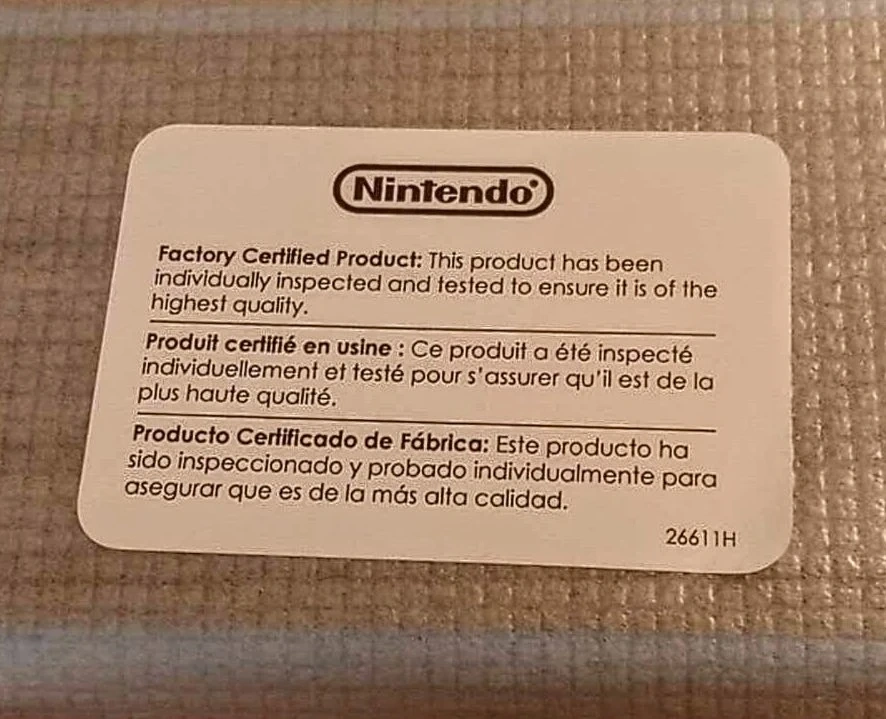 Nintendo
Factory Certified Product: This product has been
individually inspected and tested to ensure it is of the
highest quality.
Produit certifié en usine : Ce produit a été inspecté
individuellement et testé pour s'assurer qu'il est de la
plus haute qualité.
Producto Certificado de Fábrica: Este producto ha
sido inspeccionado y probado individualmente para
asegurar que es de la más alta calidad.
26611H